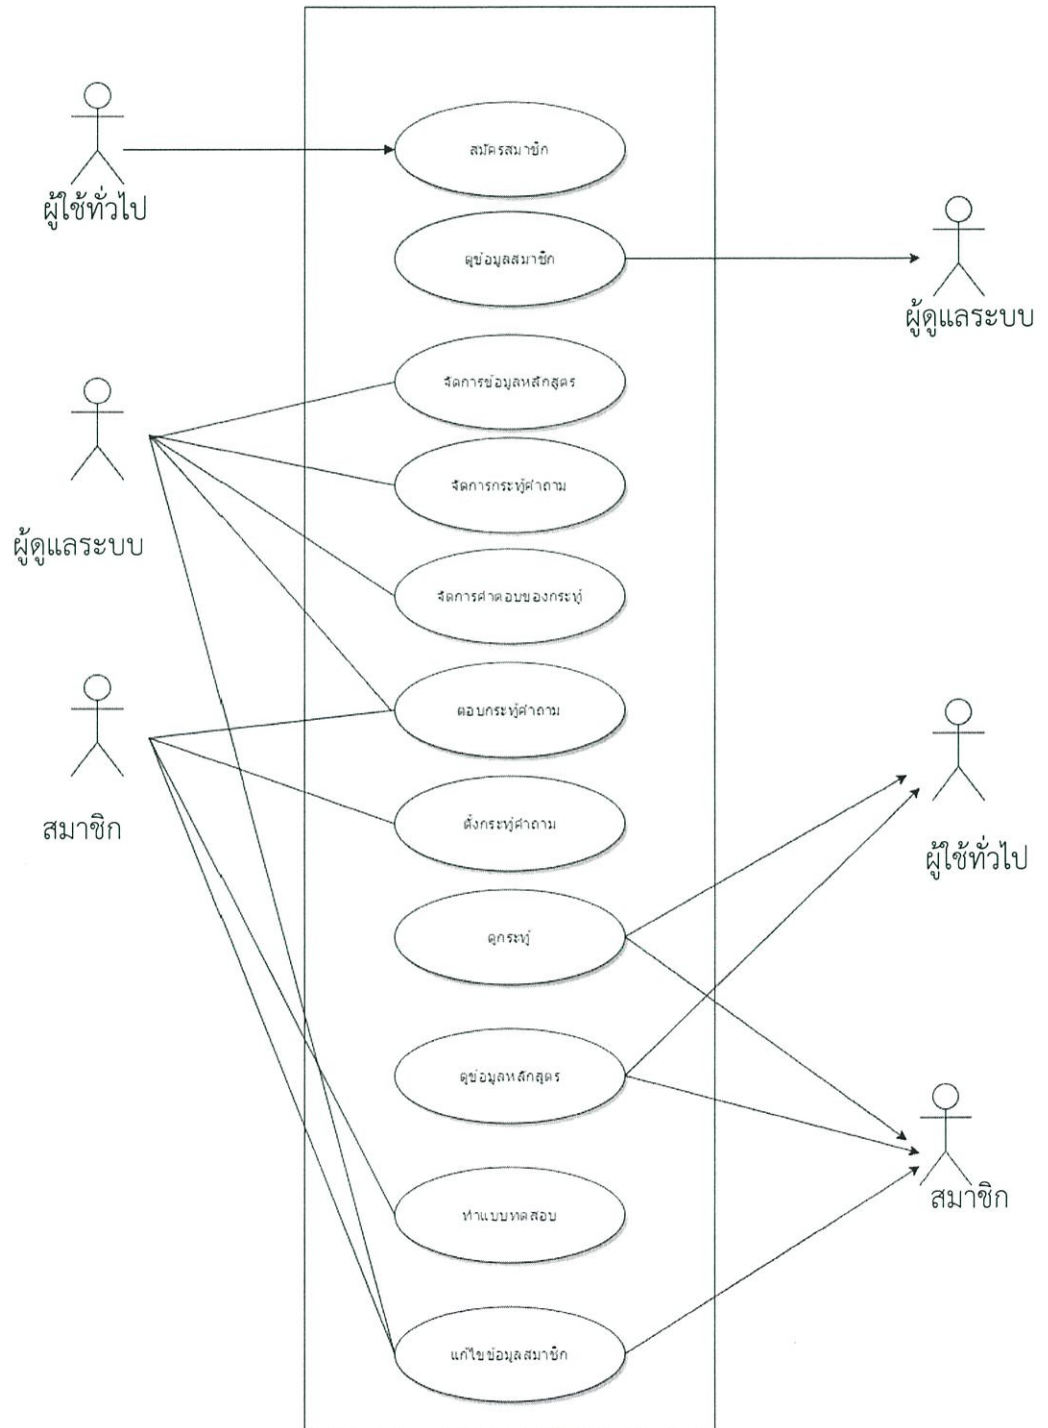 สมัครสมาชิก
ผู้ใช้ทั่วไป
ดูข้อมูลสมาชิก
ผู้ดูแลระบบ
จัดการข้อมูลหลักสูตร
จัดการกระทู้คำถาม
ผู้ดูแลระบบ
จัดการคำตอบของกระทู้
ตอบกระทู้คำถาม
ตั้งกระทู้คำถาม
สมาชิก
ผู้ใช้ทั่วไป
ดูกระทู้
ดูข้อมูลหลักสูตร
สมาชิก
ทำแบบทดสอบ
แก้ไขข้อมูลสมาชิก